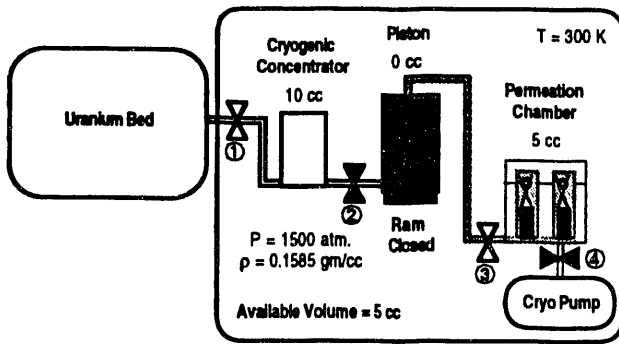 Uranium Bed
①
Cryogenic
Concentrator
10 cc
②
P = 1500 atm.
ρ = 0.1585 gm/cc
Available Volume = 5 cc
Piston
0 cc
Ram
Closed
T = 300 K
Permeation
Chamber
5 cc
③
④
Cryo Pump